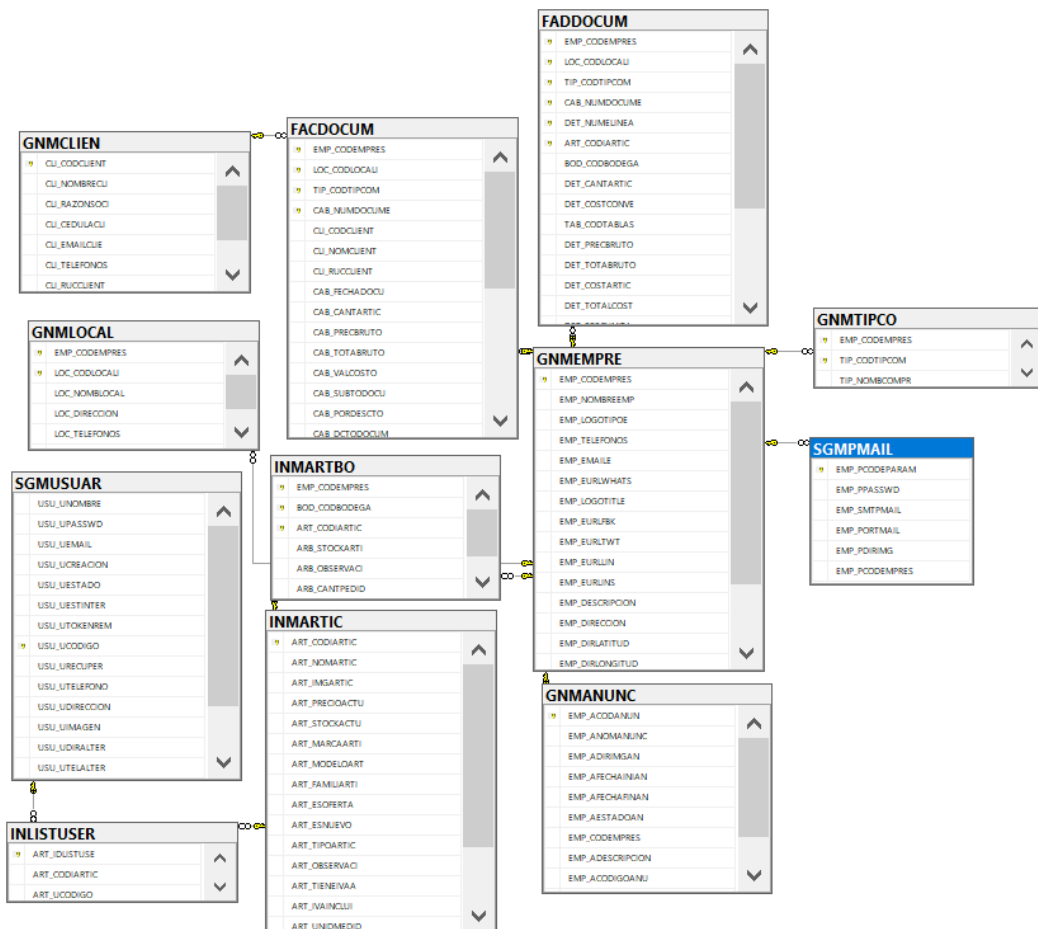 FADDOCUM
EMP_CODEMPRES
LOC_CODLOCALI
TIP_CODTIPCOM
CAB_NUMDOCUME
DET_NUMELINEA
ART_CODIARTIC
BOD_CODBODEGA
DET_CANTARTIC
DET_COSTCONVE
TAB_CODTABLAS
DET_PRECBRUTO
DET_TOTABRUTO
DET_COSTARTIC
DET_TOTALCOST
GNMCLIEN
CLI_CODCLIENT
CLI_NOMBRECLI
CLI_RAZONSOCI
CLI_CEDULACLI
CLI_EMAILCLIE
CLI_TELEFONOS
CLI_RUCCLIENT
FACDOCUM
EMP_CODEMPRES
LOC_CODLOCALI
TIP_CODTIPCOM
CAB_NUMDOCUME
CLI_CODCLIENT
CLI_NOMCLIENT
CLI_RUCCLIENT
CAB_FECHADOCU
CAB_CANTARTIC
CAB_PRECBRUTO
CAB_TOTABRUTO
CAB_VALCOSTO
CAB_SUBTODOCU
CAB_PORDESCTO
CAB_DCTODOCUM
GNMTIPCO
EMP_CODEMPRES
TIP_CODTIPCOM
TIP_NOMBCOMPR
GNMLOCAL
EMP_CODEMPRES
LOC_CODLOCALI
LOC_NOMBLOCAL
LOC_DIRECCION
LOC_TELEFONOS
GNMEMPRE
EMP_CODEMPRES
EMP_NOMBREEMP
EMP_LOGOTIPOE
EMP_TELEFONOS
EMP_EMAILE
EMP_EURLWHATS
EMP_LOGOTITLE
EMP_EURLFBK
EMP_EURLTWT
EMP_EURLLIN
EMP_EURLINS
EMP_DESCRIPCION
EMP_DIRECCION
EMP_DIRLATITUD
EMP_DIRLONGITUD
SGMPMAIL
EMP_PCODEPARAM
EMP_PPASSWD
EMP_SMTPMAIL
EMP_PORTMAIL
EMP_PDIRIMG
EMP_PCODEMPRES
INMARTBO
EMP_CODEMPRES
BOD_CODBODEGA
ART_CODIARTIC
ARB_STOCKARTI
ARB_OBSERVACI
ARB_CANTPEDID
SGMUSUAR
USU_UNOMBRE
USU_UPASSWD
USU_UEMAIL
USU_UCREACION
USU_UESTADO
USU_UESTINTER
USU_UTOKENREM
USU_UCODIGO
USU_URECUPER
USU_UTELEFONO
USU_UDIRECCION
USU_UIMAGEN
USU_UDIRALTER
USU_UTELALTER
INMARTIC
ART_CODIARTIC
ART_NOMARTIC
ART_IMGARTIC
ART_PRECIOACTU
ART_STOCKACTU
ART_MARCAARTI
ART_MODELOART
ART_FAMILIARTI
ART_ESOFERTA
ART_ESNUEVO
ART_TIPOARTIC
ART_OBSERVACI
ART_TIENEIVAA
ART_IVAINCLUI
ART_UNIDMEDID
GNMANUNC
EMP_ACODANUN
EMP_ANOMANUNC
EMP_ADIRIMGAN
EMP_AFECHAINIAN
EMP_AFECHAFINAN
EMP_AESTADOAN
EMP_CODEMPRES
EMP_ADESCRIPCION
EMP_ACODIGOANU
INLISTUSER
ART_IDLISTUSE
ART_CODIARTIC
ART_UCODIGO